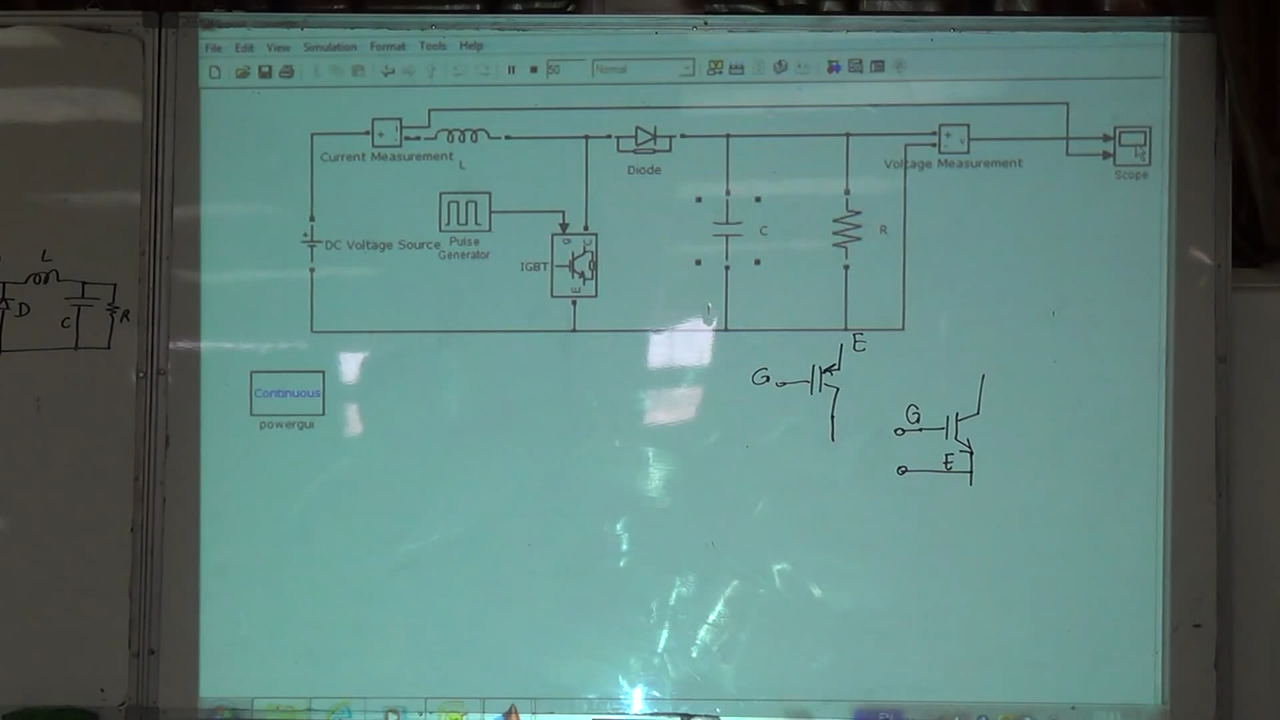 File Edit View Simulation Format Tools Help
50 Normal
Current Measurement
L
Diode
Voltage Measurement
Scope
DC Voltage Source
Pulse
Generator
IGBT
g C
E
C
R
Continuous
powergui
L
D
C
R
E
G
G
E